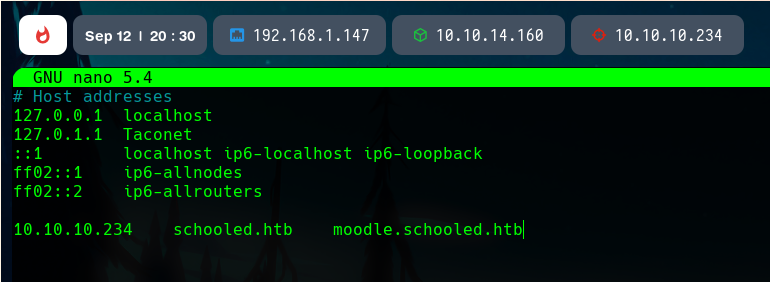 Sep 12 | 20 : 30 192.168.1.147 10.10.14.160 10.10.10.234
GNU nano 5.4
# Host addresses
127.0.0.1 localhost
127.0.1.1 Taconet
::1 localhost ip6-localhost ip6-loopback
ff02::1 ip6-allnodes
ff02::2 ip6-allrouters
10.10.10.234 schooled.htb moodle.schooled.htb